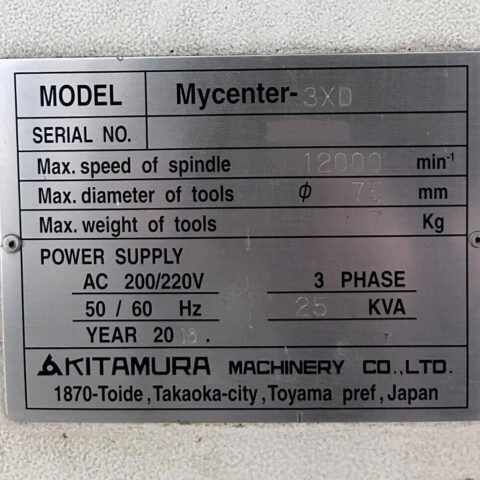 MODEL Mycenter-3XD
SERIAL NO.
Max. speed of spindle 12000 min⁻¹
Max. diameter of tools ϕ mm
Max. weight of tools Kg
POWER SUPPLY
AC 200/220V 3 PHASE
50 / 60 Hz 25 KVA
YEAR 20
KITAMURA MACHINERY CO.,LTD.
1870-Toide, Takaoka-city, Toyama pref, Japan